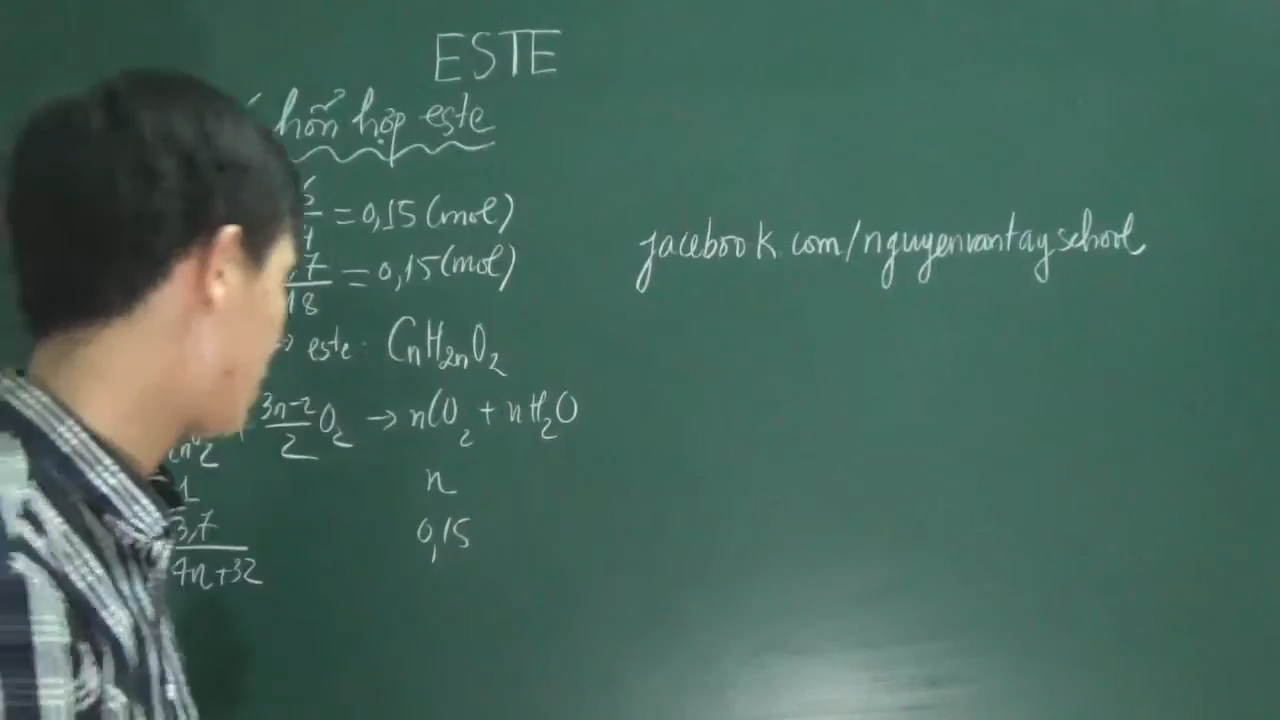 ESTE
hỗn hợp este
= 0,15 (mol)
,7/18 = 0,15 (mol)
facebook.com/nguyenvantayschool
→ este: CnH2nO2
3n-2/2 O2 → nCO2 + nH2O
1 n
3,7/14n+32 0,15